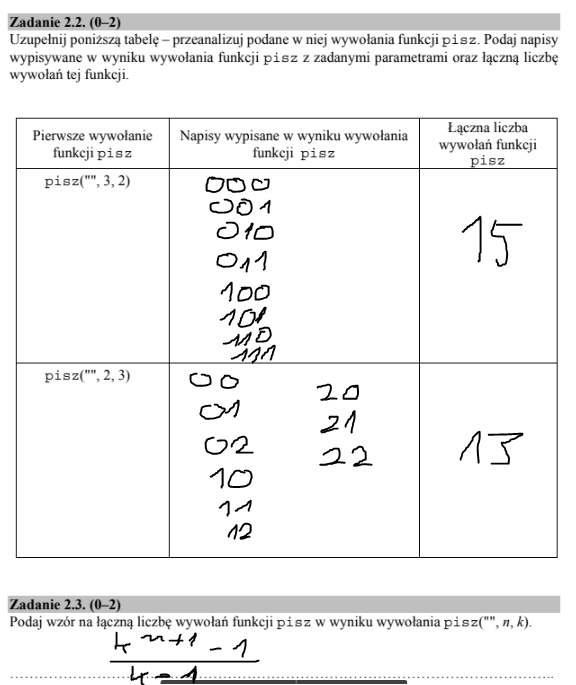 Zadanie 2.2. (0–2)
Uzupełnij poniższą tabelę – przeanalizuj podane w niej wywołania funkcji pisz. Podaj napisy
wypisywane w wyniku wywołania funkcji pisz z zadanymi parametrami oraz łączną liczbę
wywołań tej funkcji.
Pierwsze wywołanie
funkcji pisz
Napisy wypisane w wyniku wywołania
funkcji pisz
Łączna liczba
wywołań funkcji
pisz
pisz("", 3, 2)
000
001
010
011
100
101
110
111
15
pisz("", 2, 3)
00
01
02
10
11
12
20
21
22
13
Zadanie 2.3. (0–2)
Podaj wzór na łączną liczbę wywołań funkcji pisz w wyniku wywołania pisz("", n, k).
k^n+1 - 1
k - 1